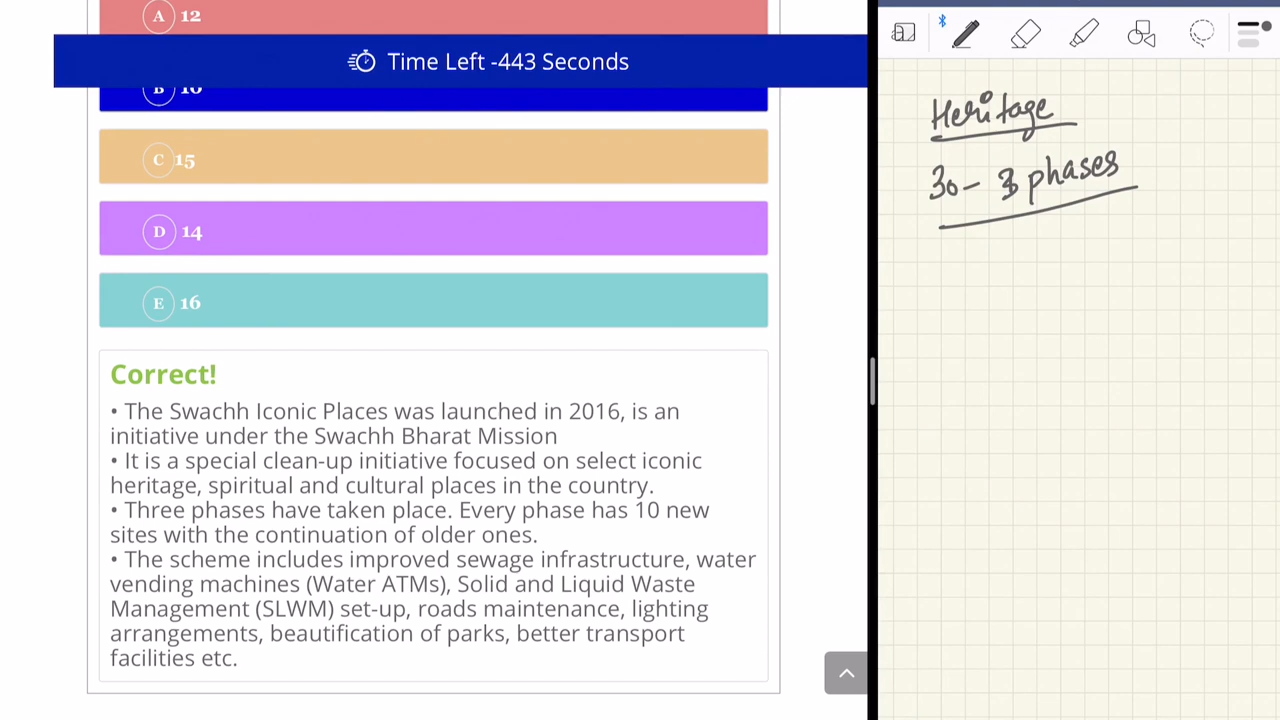 A 12
Time Left -443 Seconds
B 10
C 15
D 14
E 16
Correct!
• The Swachh Iconic Places was launched in 2016, is an
initiative under the Swachh Bharat Mission
• It is a special clean-up initiative focused on select iconic
heritage, spiritual and cultural places in the country.
• Three phases have taken place. Every phase has 10 new
sites with the continuation of older ones.
• The scheme includes improved sewage infrastructure, water
vending machines (Water ATMs), Solid and Liquid Waste
Management (SLWM) set-up, roads maintenance, lighting
arrangements, beautification of parks, better transport
facilities etc.
Heritage
30- 3 phases